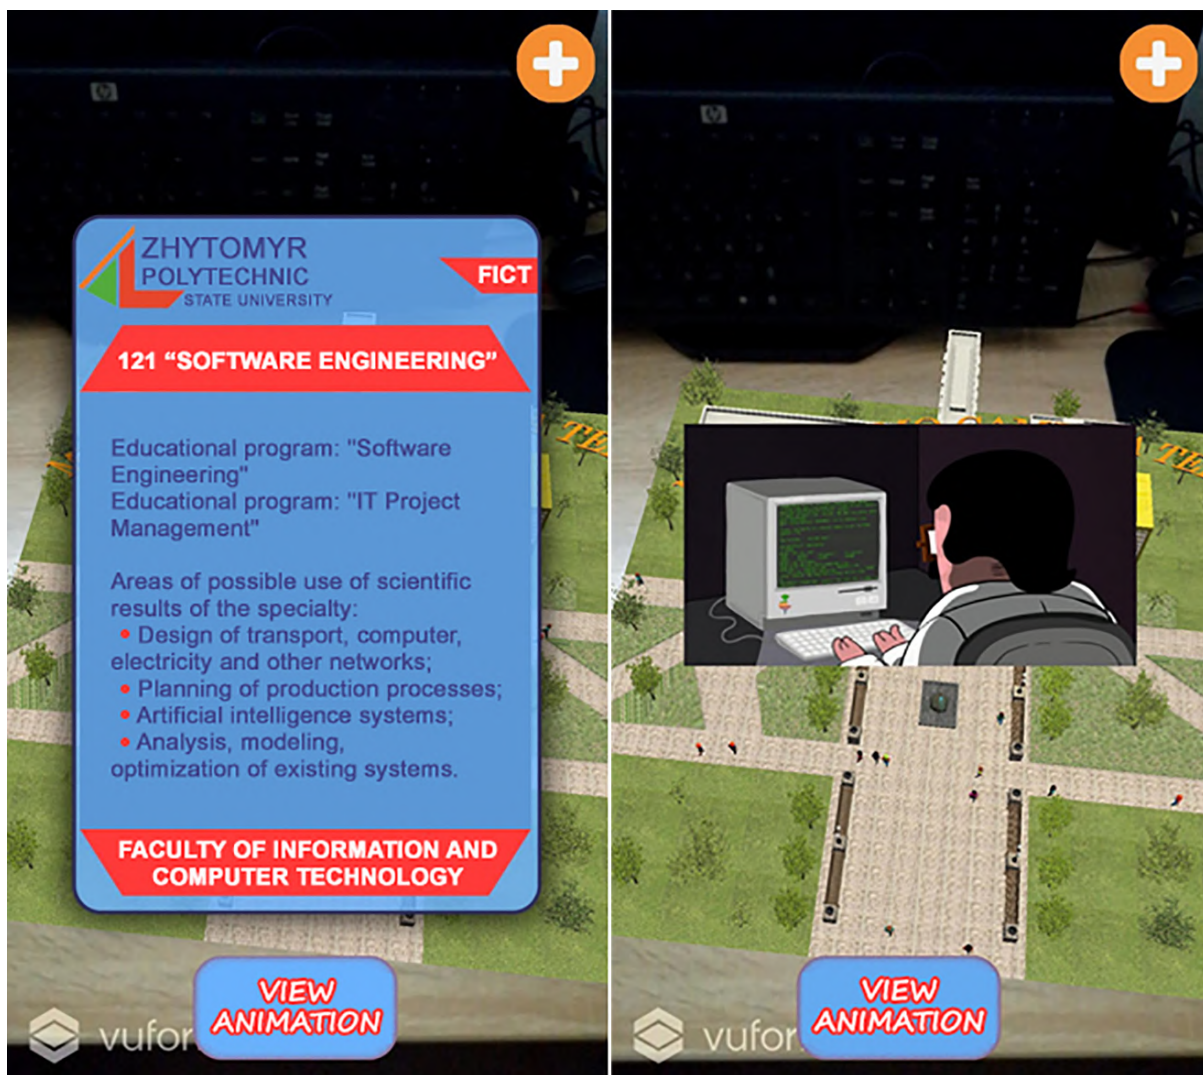 ZHYTOMYR
POLYTECHNIC
STATE UNIVERSITY
FICT
121 “SOFTWARE ENGINEERING”
Educational program: "Software
Engineering"
Educational program: "IT Project
Management"
Areas of possible use of scientific
results of the specialty:
• Design of transport, computer,
electricity and other networks;
• Planning of production processes;
• Artificial intelligence systems;
• Analysis, modeling,
optimization of existing systems.
FACULTY OF INFORMATION AND
COMPUTER TECHNOLOGY
VIEW
ANIMATION
vufor
hp
VIEW
ANIMATION
vufor